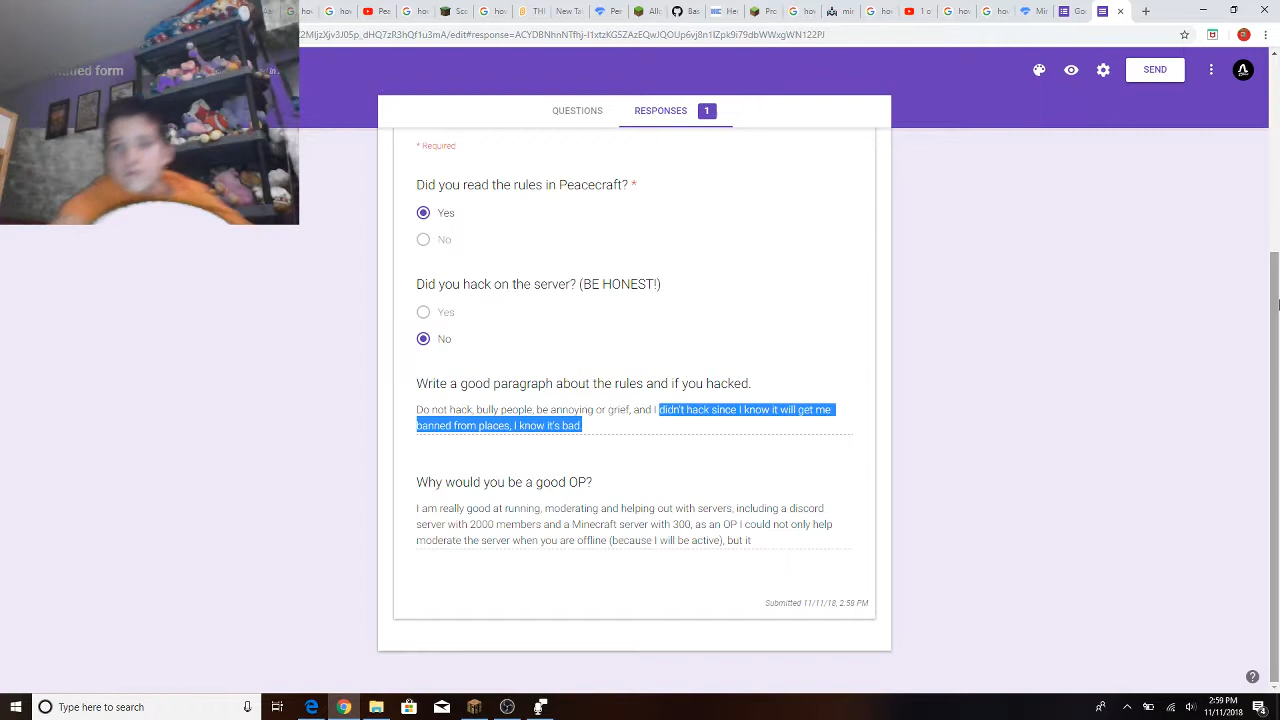 Goo
SEND
QUESTIONS
RESPONSES 1
* Required
Did you read the rules in Peacecraft? *
Yes
No
Did you hack on the server? (BE HONEST!)
Yes
No
Write a good paragraph about the rules and if you hacked.
Do not hack, bully people, be annoying or grief, and I didn't hack since I know it will get me
banned from places, I know it's bad.
Why would you be a good OP?
I am really good at running, moderating and helping out with servers, including a discord
server with 2000 members and a Minecraft server with 300, as an OP I could not only help
moderate the server when you are offline (because I will be active), but it
Submitted 11/11/18, 2:58 PM
Type here to search
2:59 PM
11/11/2018